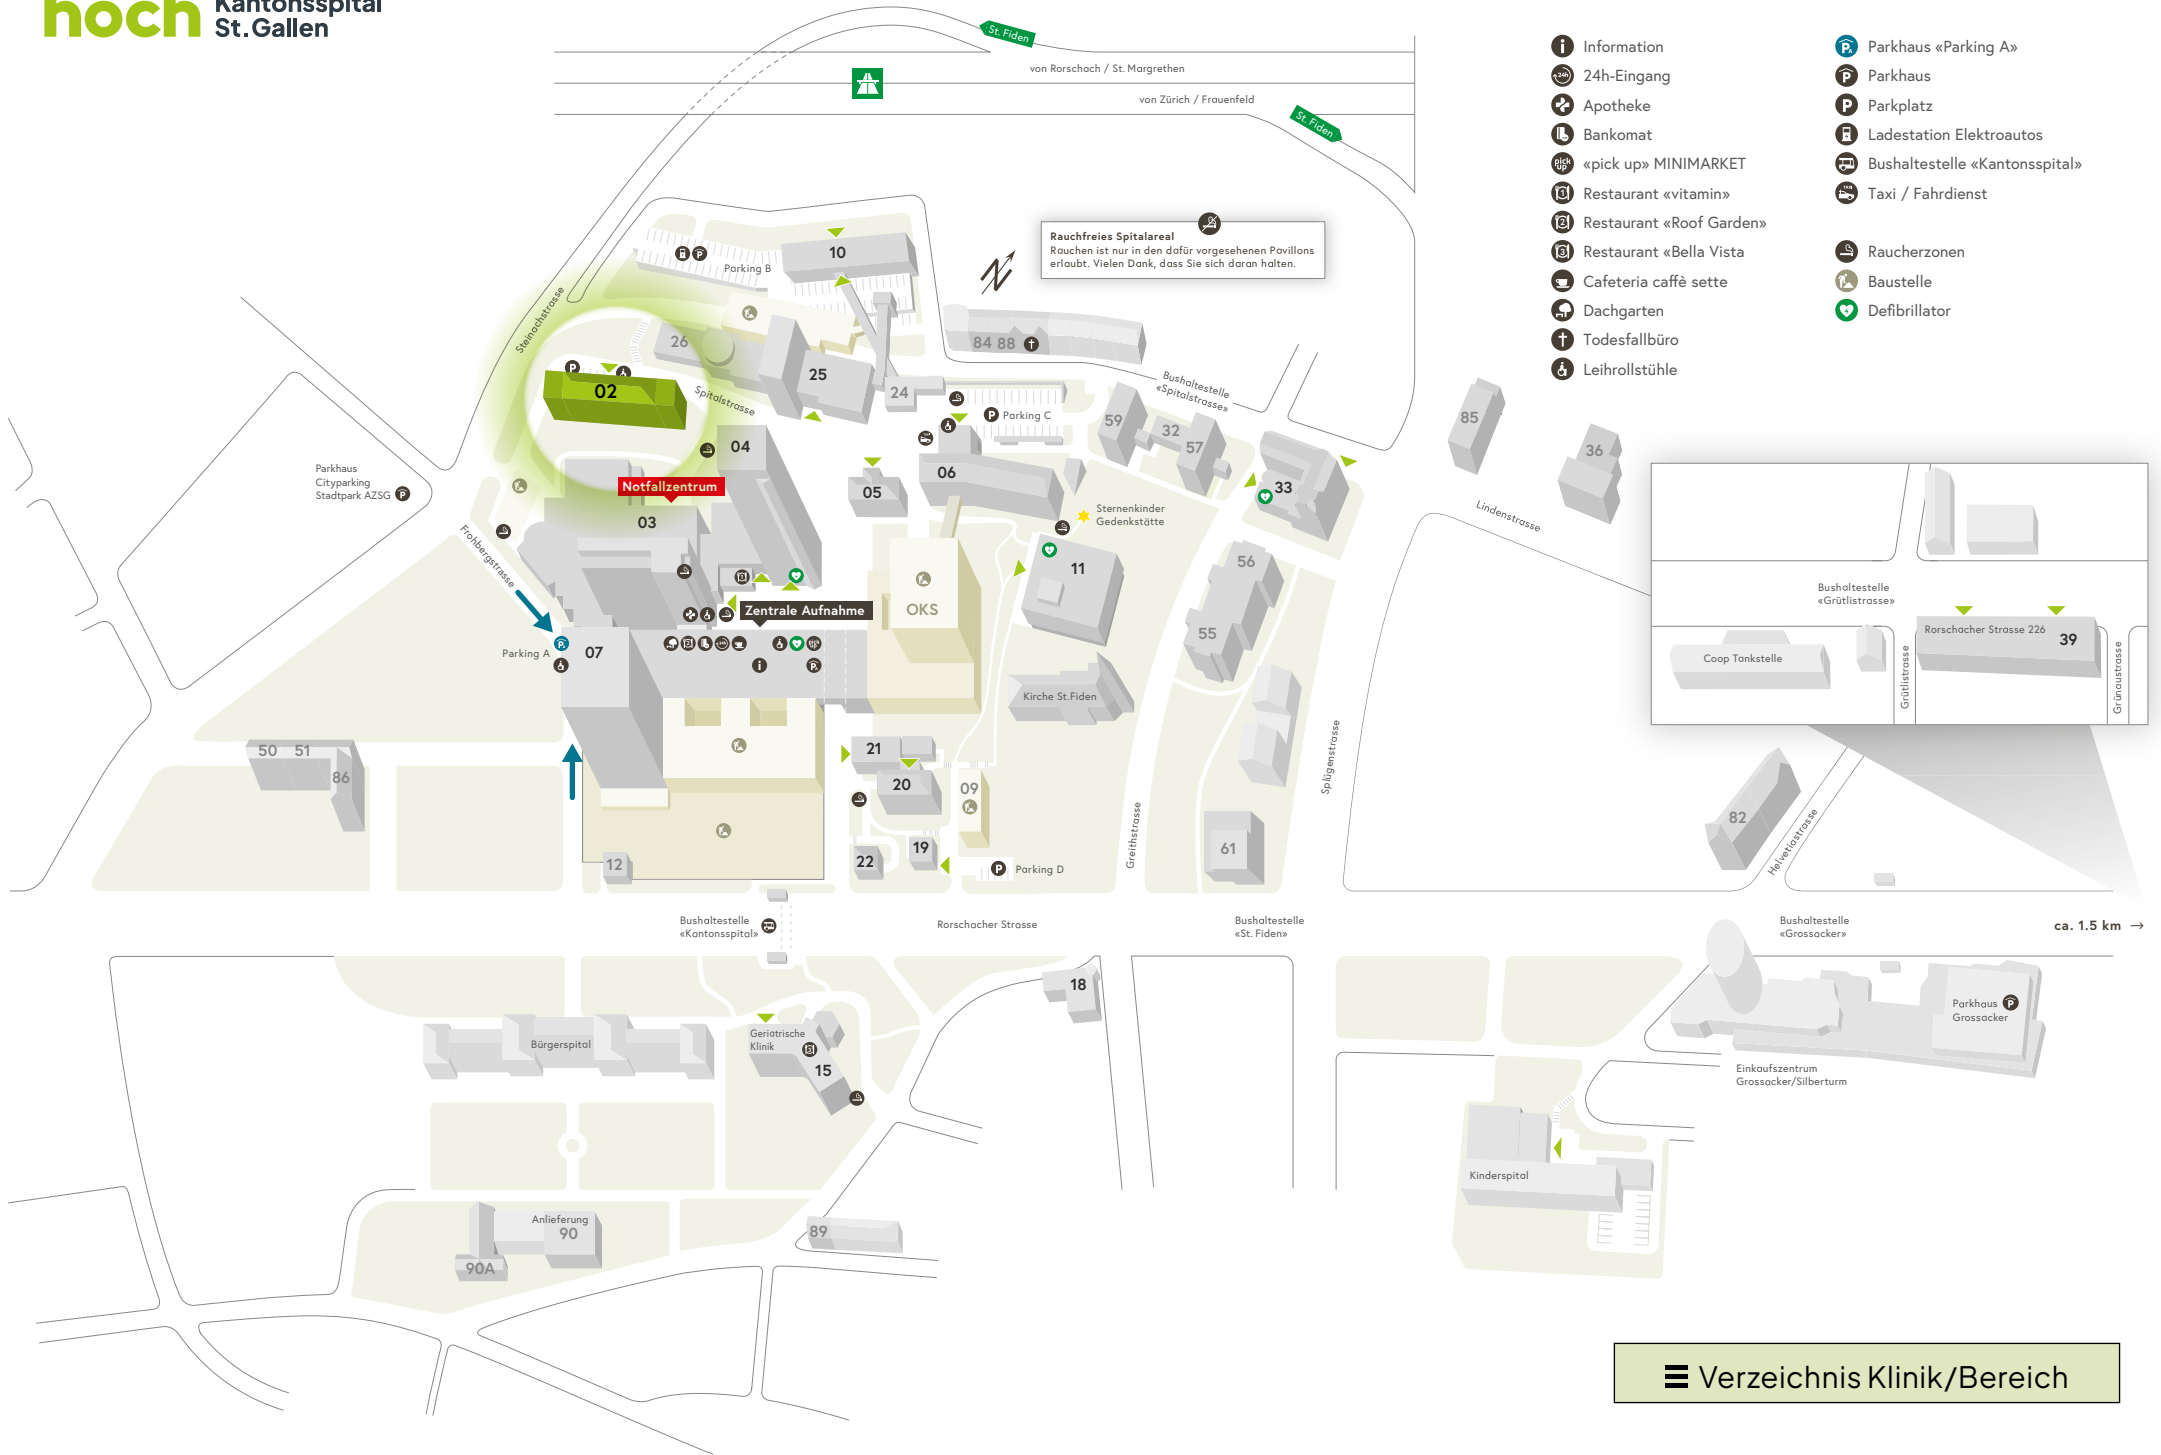 hoch Kantonsspital
St.Gallen
St. Fiden
von Rorschach / St. Margrethen
von Zürich / Frauenfeld
St. Fiden
Information
24h-Eingang
Apotheke
Bankomat
«pick up» MINIMARKET
Restaurant «vitamin»
Restaurant «Roof Garden»
Restaurant «Bella Vista
Cafeteria caffè sette
Dachgarten
Todesfallbüro
Leihrollstühle
Parkhaus «Parking A»
Parkhaus
Parkplatz
Ladestation Elektroautos
Bushaltestelle «Kantonsspital»
Taxi / Fahrdienst
Raucherzonen
Baustelle
Defibrillator
Rauchfreies Spitalareal
Rauchen ist nur in den dafür vorgesehenen Pavillons
erlaubt. Vielen Dank, dass Sie sich daran halten.
N
10
Parking B
Steinachstrasse
26
84 88
02
25
24
Spitalstrasse
Bushaltestelle
«Spitalstrasse»
Parking C
59
32
57
85
36
04
06
05
33
Parkhaus
Cityparking
Stadtpark AZSG
Notfallzentrum
03
Sternenkinder
Gedenkstätte
Lindenstrasse
Frohbergstrasse
11
56
OKS
Zentrale Aufnahme
55
Parking A
07
Kirche St.Fiden
Bushaltestelle
«Grütlistrasse»
Rorschacher Strasse 226
39
Coop Tankstelle
Grütlistrasse
Grünaustrasse
50 51
86
21
20
09
Splügenstrasse
Greithstrasse
82
Helvetiastrasse
12
22
19
Parking D
61
Bushaltestelle
«Kantonsspital»
Rorschacher Strasse
Bushaltestelle
«St. Fiden»
Bushaltestelle
«Grossacker»
ca. 1.5 km →
18
Parkhaus
Grossacker
Bürgerspital
Geriatrische
Klinik
15
Einkaufszentrum
Grossacker/Silberturm
Kinderspital
Anlieferung
90
90A
89
Verzeichnis Klinik/Bereich